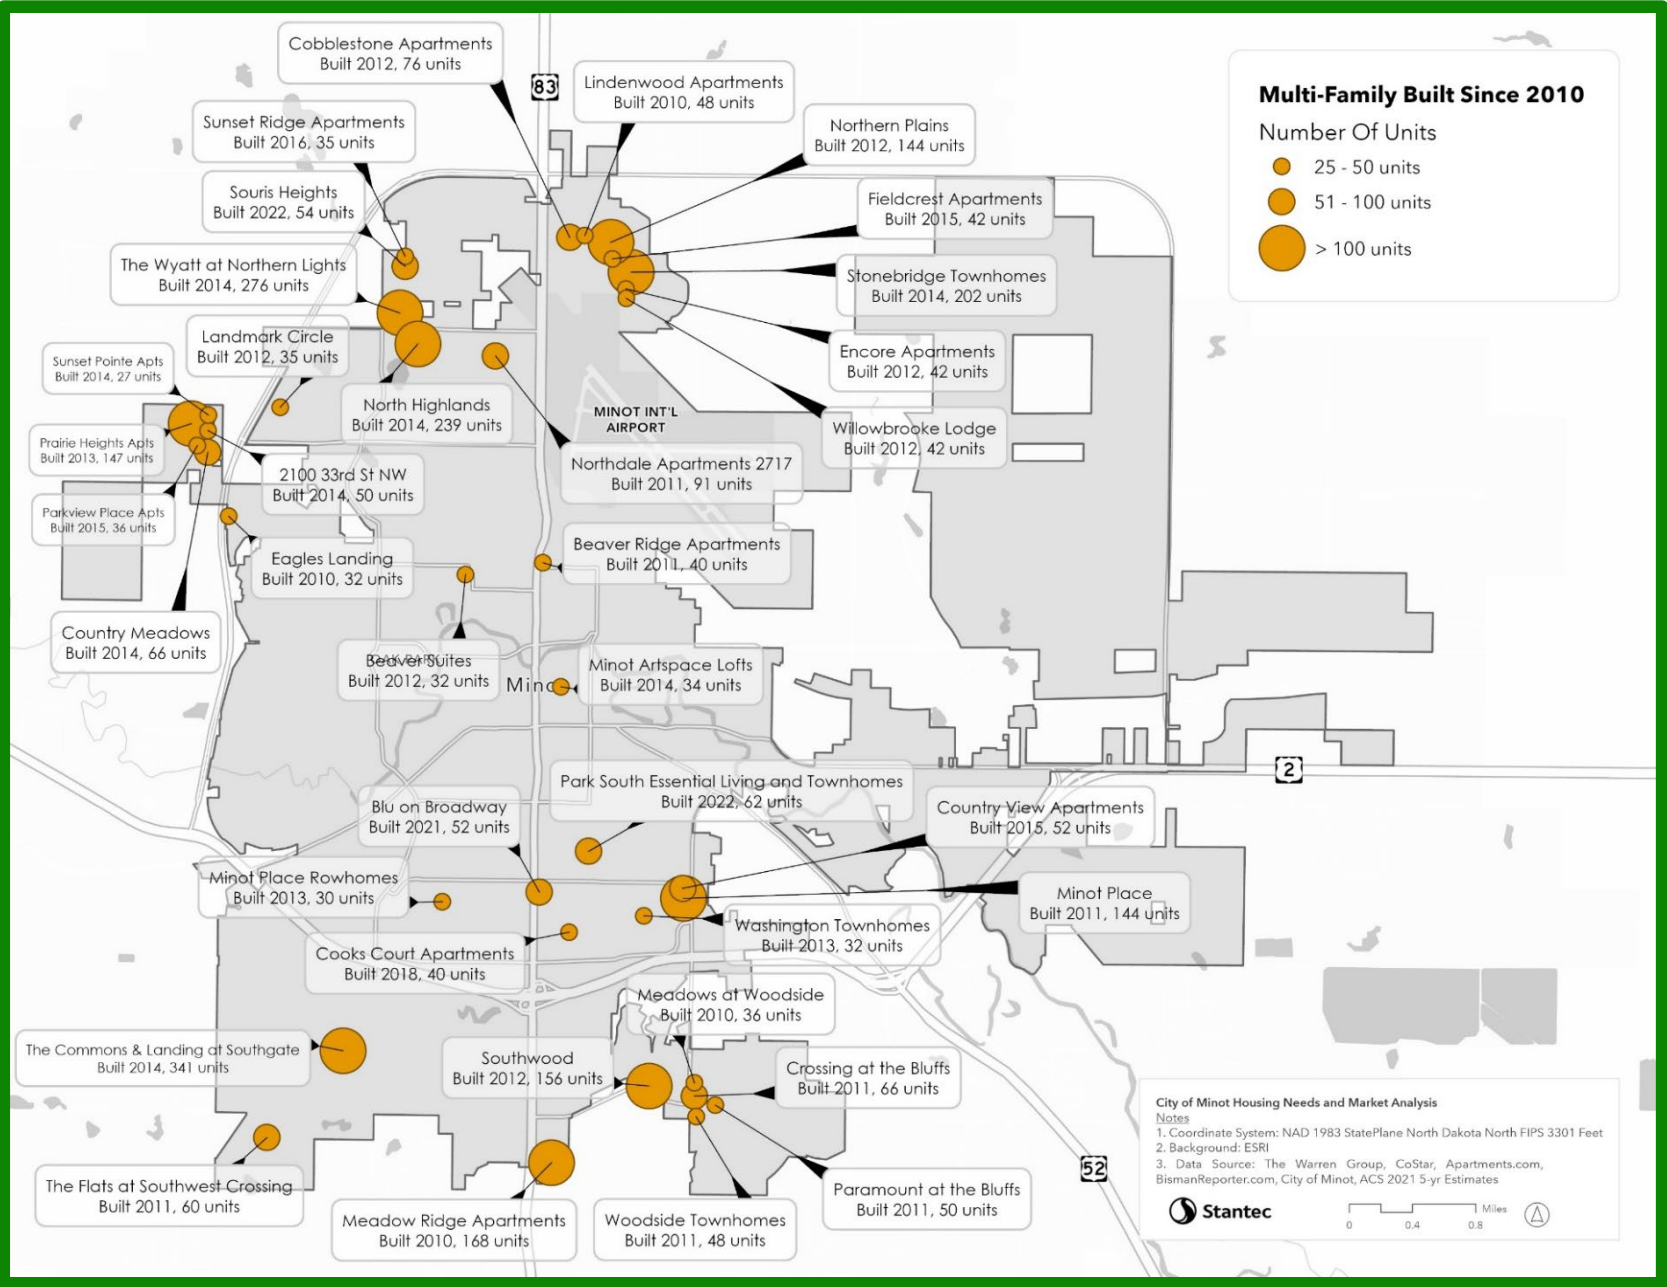 Cobblestone Apartments
Built 2012, 76 units
83
Lindenwood Apartments
Built 2010, 48 units
Multi-Family Built Since 2010
Number Of Units
25 - 50 units
51 - 100 units
> 100 units
Sunset Ridge Apartments
Built 2016, 35 units
Northern Plains
Built 2012, 144 units
Souris Heights
Built 2022, 54 units
Fieldcrest Apartments
Built 2015, 42 units
The Wyatt at Northern Lights
Built 2014, 276 units
Stonebridge Townhomes
Built 2014, 202 units
Landmark Circle
Built 2012, 35 units
Encore Apartments
Built 2012, 42 units
Sunset Pointe Apts
Built 2014, 27 units
North Highlands
Built 2014, 239 units
MINOT INT'L
AIRPORT
Willowbrooke Lodge
Built 2012, 42 units
Prairie Heights Apts
Built 2013, 147 units
2100 33rd St NW
Built 2014, 50 units
Northdale Apartments 2717
Built 2011, 91 units
Parkview Place Apts
Built 2015, 36 units
Eagles Landing
Built 2010, 32 units
Beaver Ridge Apartments
Built 2011, 40 units
Country Meadows
Built 2014, 66 units
Beaver Suites
Built 2012, 32 units
Minot
Minot Artspace Lofts
Built 2014, 34 units
2
Park South Essential Living and Townhomes
Built 2022, 62 units
Blu on Broadway
Built 2021, 52 units
Country View Apartments
Built 2015, 52 units
Minot Place Rowhomes
Built 2013, 30 units
Minot Place
Built 2011, 144 units
Washington Townhomes
Built 2013, 32 units
Cooks Court Apartments
Built 2018, 40 units
Meadows at Woodside
Built 2010, 36 units
The Commons & Landing at Southgate
Built 2014, 341 units
Southwood
Built 2012, 156 units
Crossing at the Bluffs
Built 2011, 66 units
The Flats at Southwest Crossing
Built 2011, 60 units
Meadow Ridge Apartments
Built 2010, 168 units
Woodside Townhomes
Built 2011, 48 units
Paramount at the Bluffs
Built 2011, 50 units
52
City of Minot Housing Needs and Market Analysis
Notes
1. Coordinate System: NAD 1983 StatePlane North Dakota North FIPS 3301 Feet
2. Background: ESRI
3. Data Source: The Warren Group, CoStar, Apartments.com,
BismanReporter.com, City of Minot, ACS 2021 5-yr Estimates
Stantec
Miles
0 0.4 0.8